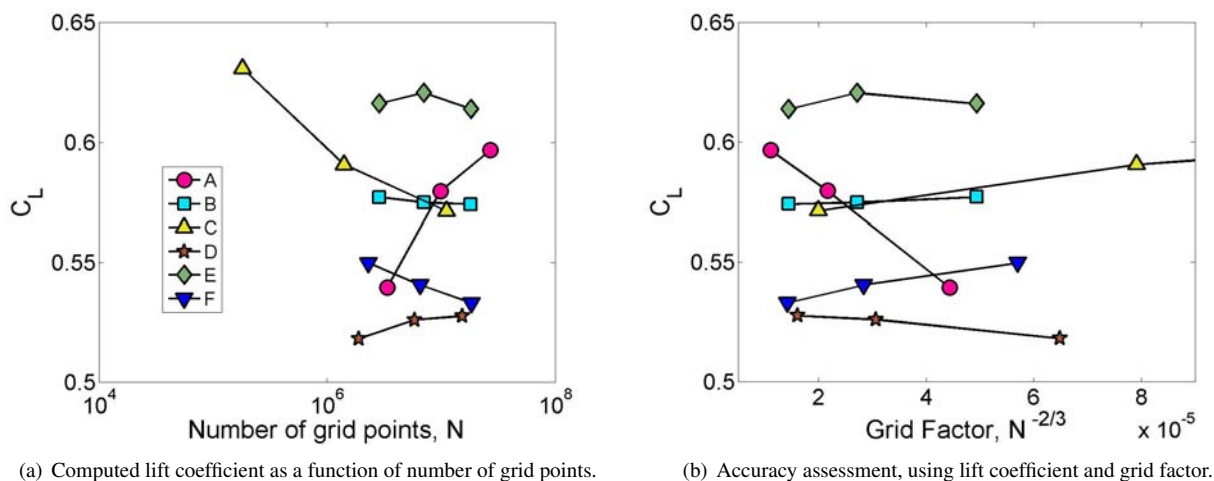 0.65
0.6
0.55
0.5
C_L
A
B
C
D
E
F
10^4
10^6
10^8
Number of grid points, N
(a) Computed lift coefficient as a function of number of grid points.
0.65
0.6
0.55
0.5
C_L
2
4
6
8
x 10^-5
Grid Factor, N^-2/3
(b) Accuracy assessment, using lift coefficient and grid factor.